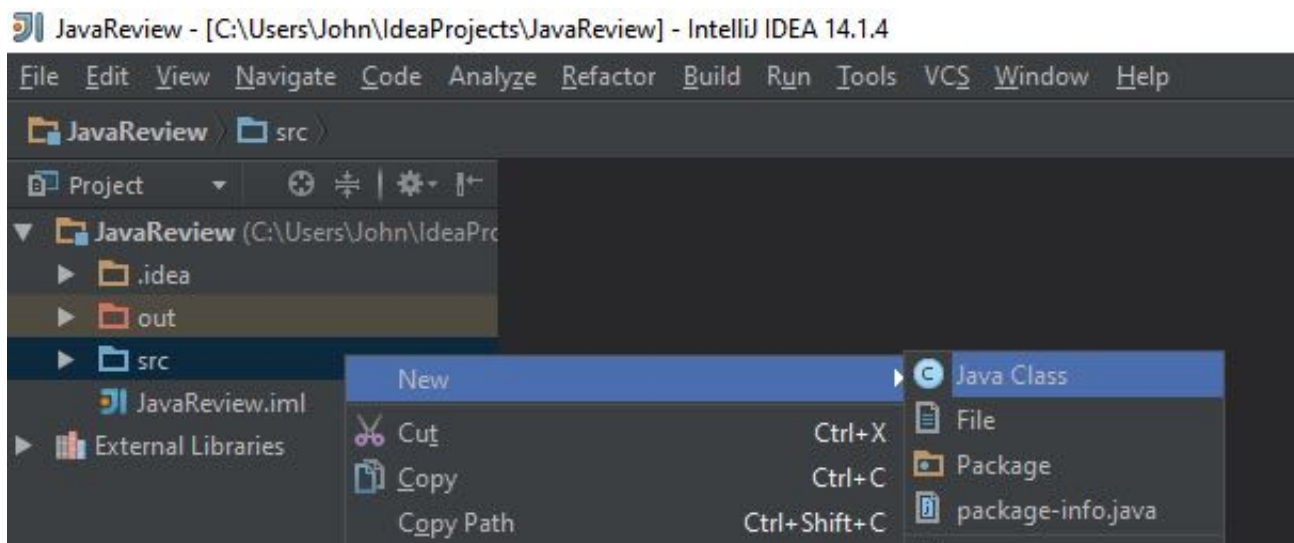 JavaReview - [C:\Users\John\IdeaProjects\JavaReview] - IntelliJ IDEA 14.1.4
File Edit View Navigate Code Analyze Refactor Build Run Tools VCS Window Help
JavaReview src
Project
JavaReview (C:\Users\John\IdeaPro
.idea
out
src
New
Java Class
JavaReview.iml
File
Cut Ctrl+X
External Libraries
Package
Copy Ctrl+C
package-info.java
Copy Path Ctrl+Shift+C